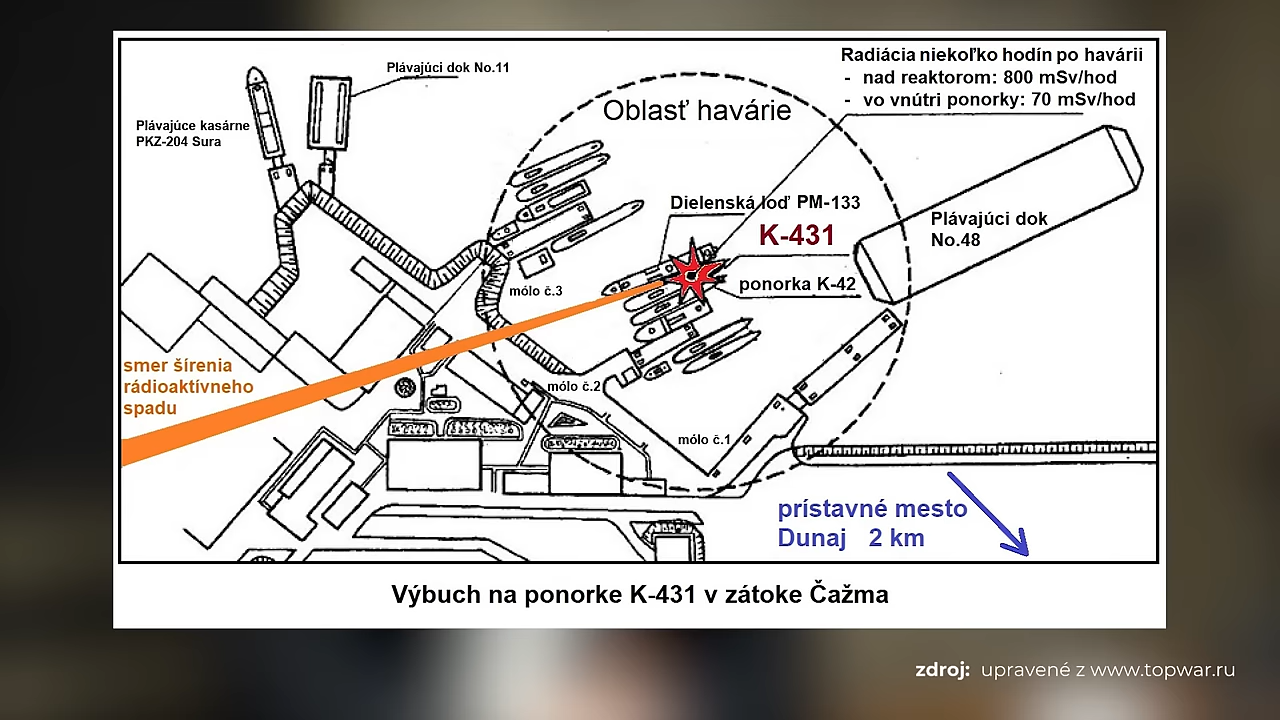 Radiácia niekoľko hodín po havárii
- nad reaktorom: 800 mSv/hod
- vo vnútri ponorky: 70 mSv/hod
Plávajúci dok No.11
Oblasť havárie
Plávajúce kasárne
PKZ-204 Sura
Dielenská loď PM-133
K-431
Plávajúci dok
No.48
ponorka K-42
mólo č.3
smer šírenia
rádioaktívneho
spadu
mólo č.2
mólo č.1
prístavné mesto
Dunaj 2 km
Výbuch na ponorke K-431 v zátoke Čažma
zdroj: upravené z www.topwar.ru